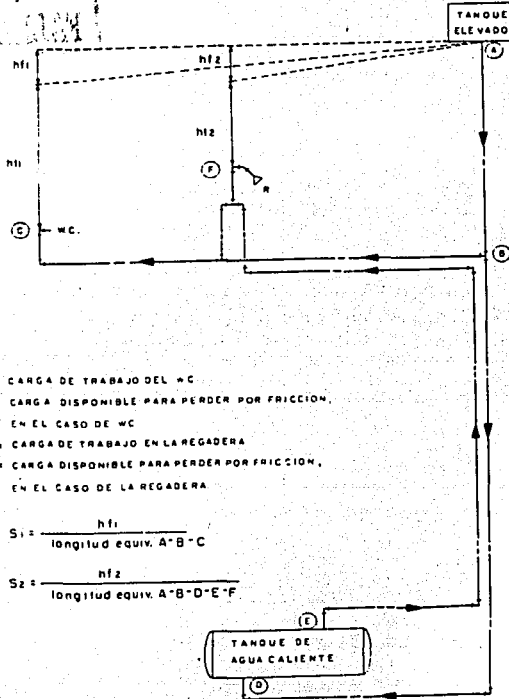 TANQUE
ELEVADO
A
hf1
hf2
ht1
ht2
F
R
C
W.C.
B
CARGA DE TRABAJO DEL WC
CARGA DISPONIBLE PARA PERDER POR FRICCION,
EN EL CASO DE WC
CARGA DE TRABAJO EN LA REGADERA
CARGA DISPONIBLE PARA PERDER POR FRICCION,
EN EL CASO DE LA REGADERA
S1 = hf1
longitud equiv. A-B-C
S2 = hf2
longitud equiv. A-B-D-E-F
E
TANQUE DE
AGUA CALIENTE
D